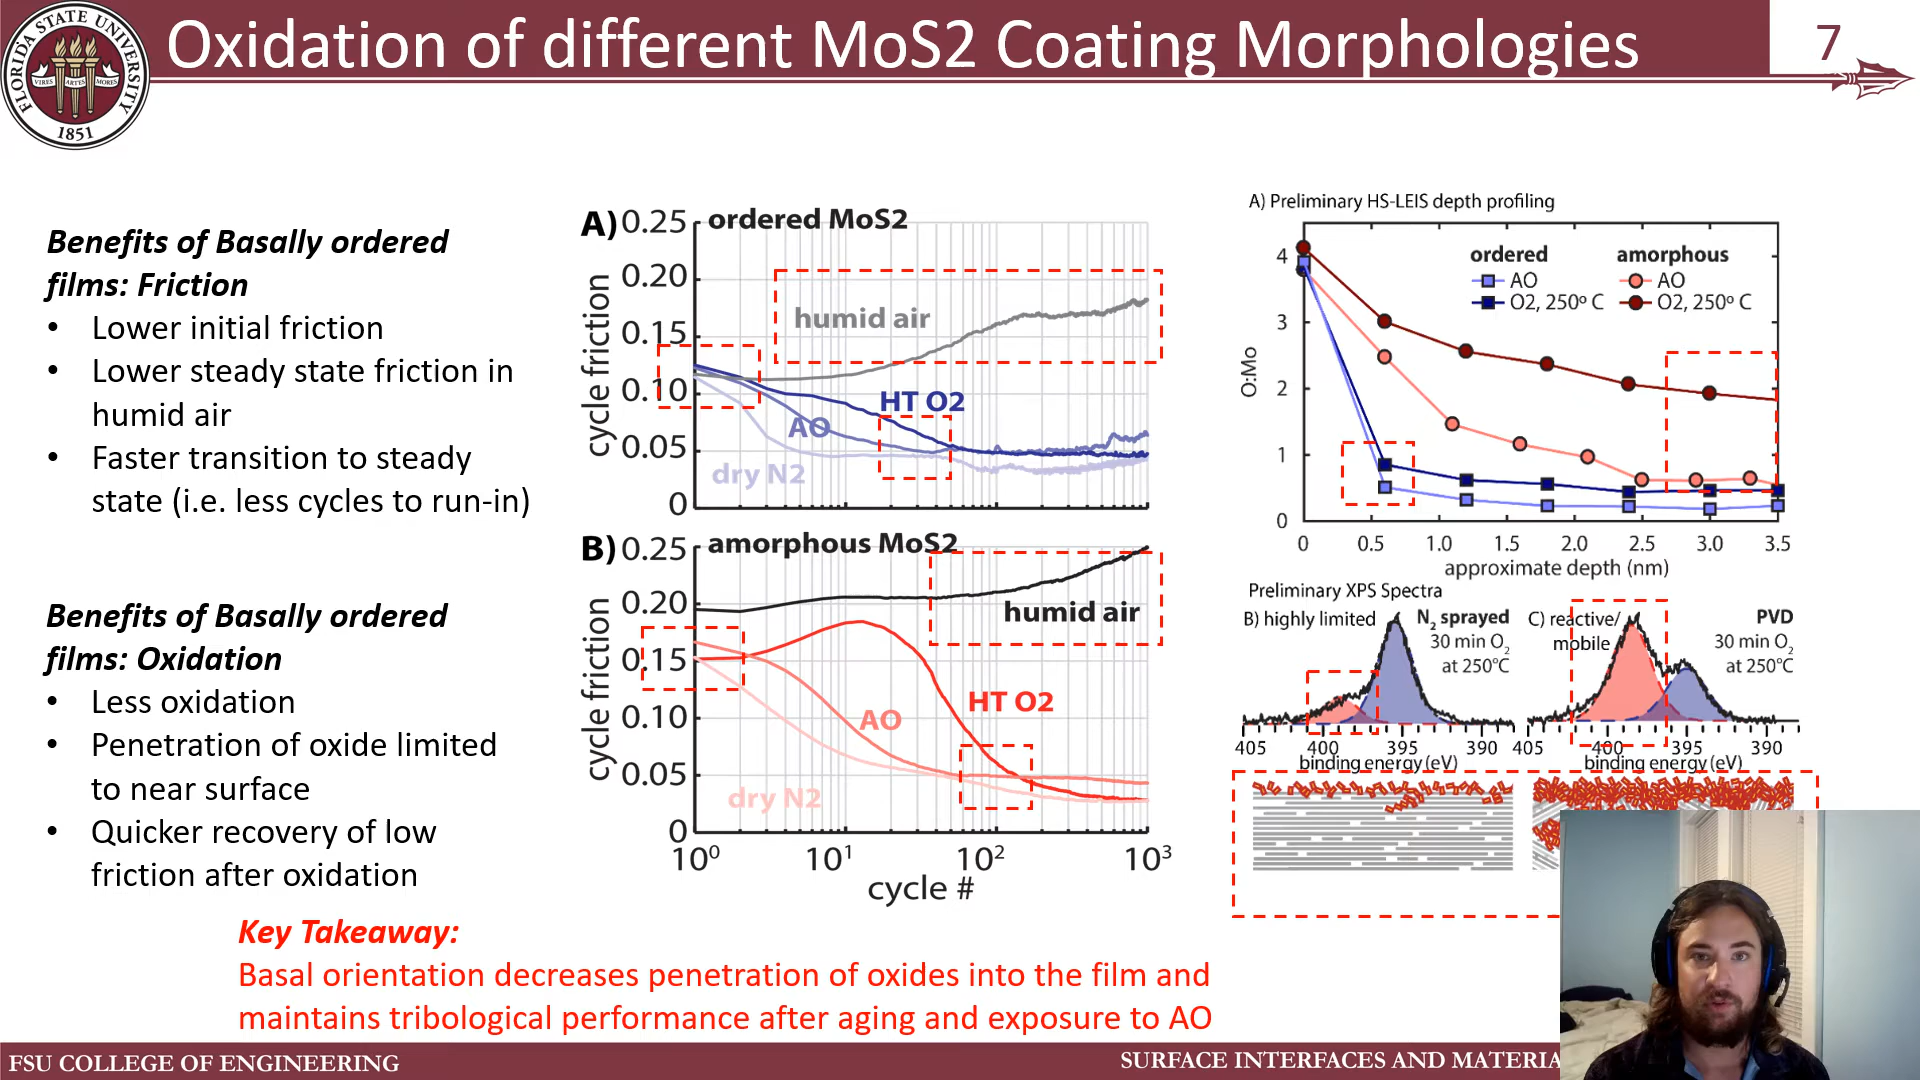 Oxidation of different MoS2 Coating Morphologies
7
FLORIDA STATE UNIVERSITY
VIRES ARTES MORES
1851
Benefits of Basally ordered
films: Friction
• Lower initial friction
• Lower steady state friction in
humid air
• Faster transition to steady
state (i.e. less cycles to run-in)
Benefits of Basally ordered
films: Oxidation
• Less oxidation
• Penetration of oxide limited
to near surface
• Quicker recovery of low
friction after oxidation
A) ordered MoS2
cycle friction
0.25
0.20
0.15
0.10
0.05
0
humid air
HT O2
AO
dry N2
B) amorphous MoS2
cycle friction
0.25
0.20
0.15
0.10
0.05
0
humid air
HT O2
AO
dry N2
10⁰ 10¹ 10² 10³
cycle #
A) Preliminary HS-LEIS depth profiling
ordered amorphous
AO AO
O2, 250º C O2, 250º C
O:Mo
4
3
2
1
0
0 0.5 1.0 1.5 2.0 2.5 3.0 3.5
approximate depth (nm)
Preliminary XPS Spectra
B) highly limited
N₂ sprayed
30 min O₂
at 250°C
405 400 395 390
binding energy (eV)
C) reactive/
mobile
PVD
30 min O₂
at 250°C
405 400 395 390
binding energy (eV)
Key Takeaway:
Basal orientation decreases penetration of oxides into the film and
maintains tribological performance after aging and exposure to AO
FSU COLLEGE OF ENGINEERING
SURFACE INTERFACES AND MATERIA